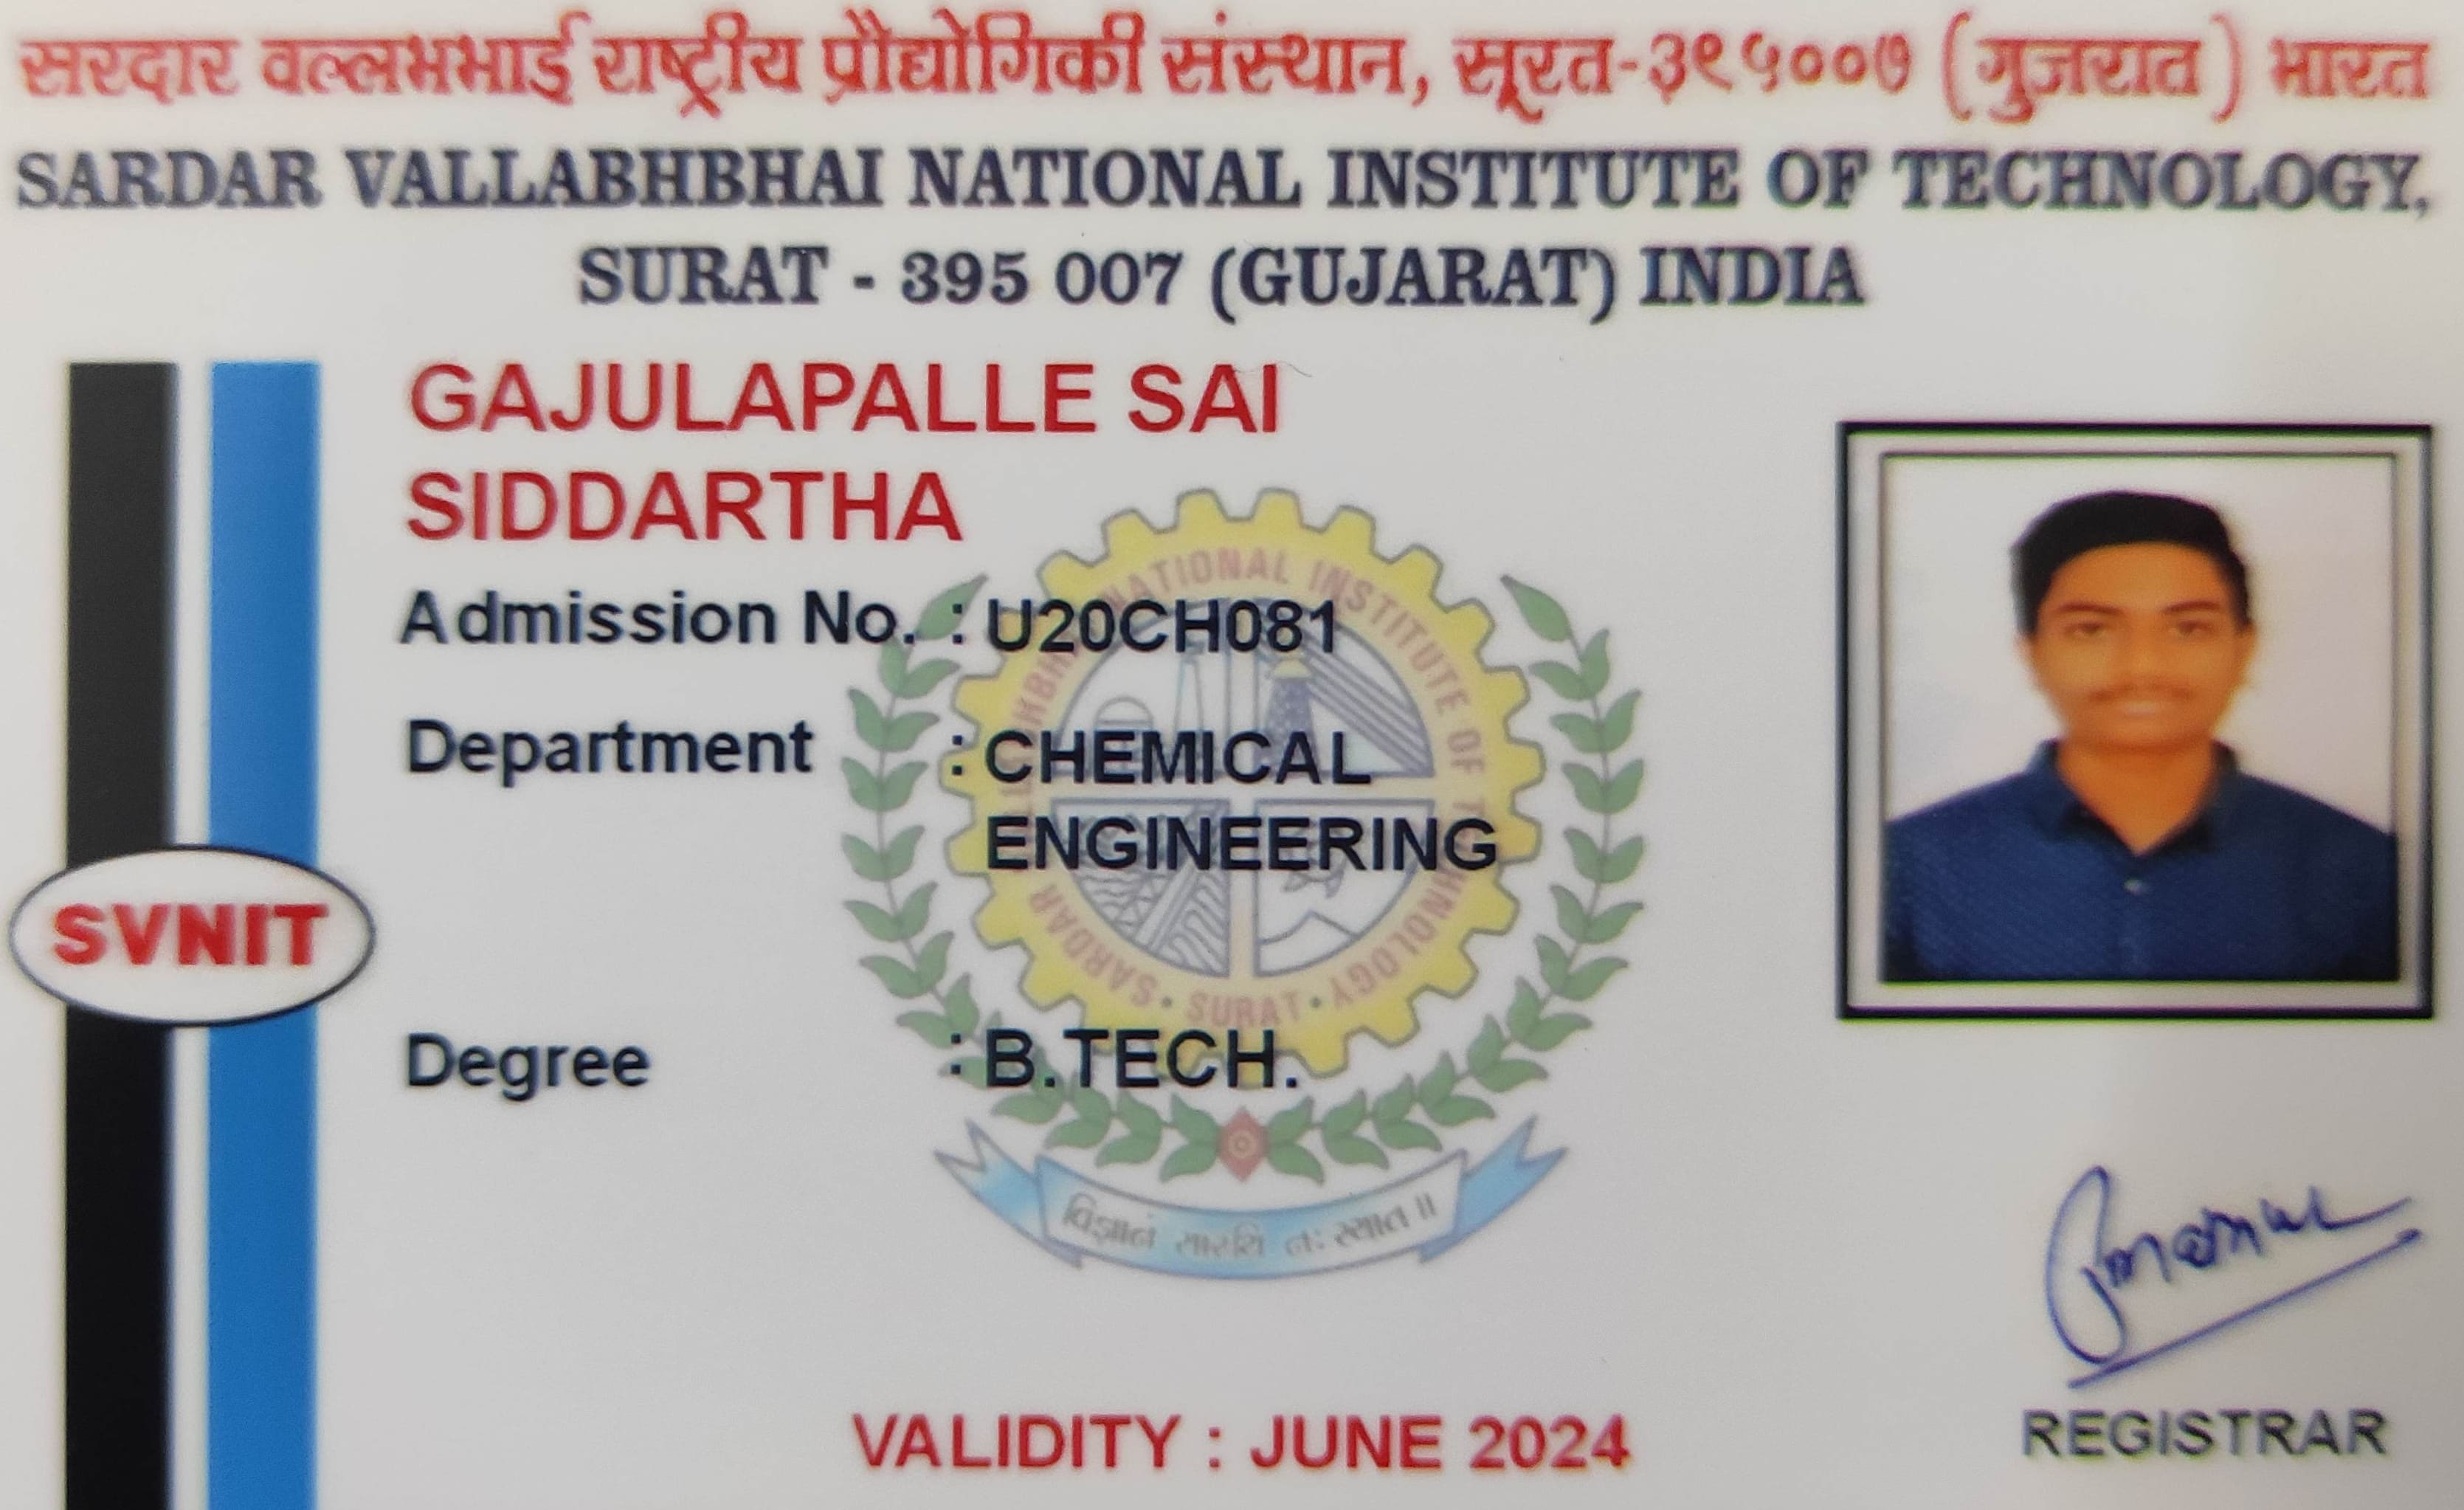 सरदार वल्लभभाई राष्ट्रीय प्रौद्योगिकी संस्थान, सूरत-३९५००७ (गुजरात) भारत
SARDAR VALLABHBHAI NATIONAL INSTITUTE OF TECHNOLOGY,
SURAT - 395 007 (GUJARAT) INDIA
GAJULAPALLE SAI
SIDDARTHA
Admission No. : U20CH081
Department : CHEMICAL
ENGINEERING
SVNIT
Degree : B.TECH.
SARDAR VALLABHBHAI NATIONAL INSTITUTE OF TECHNOLOGY • SURAT •
VALIDITY : JUNE 2024
REGISTRAR